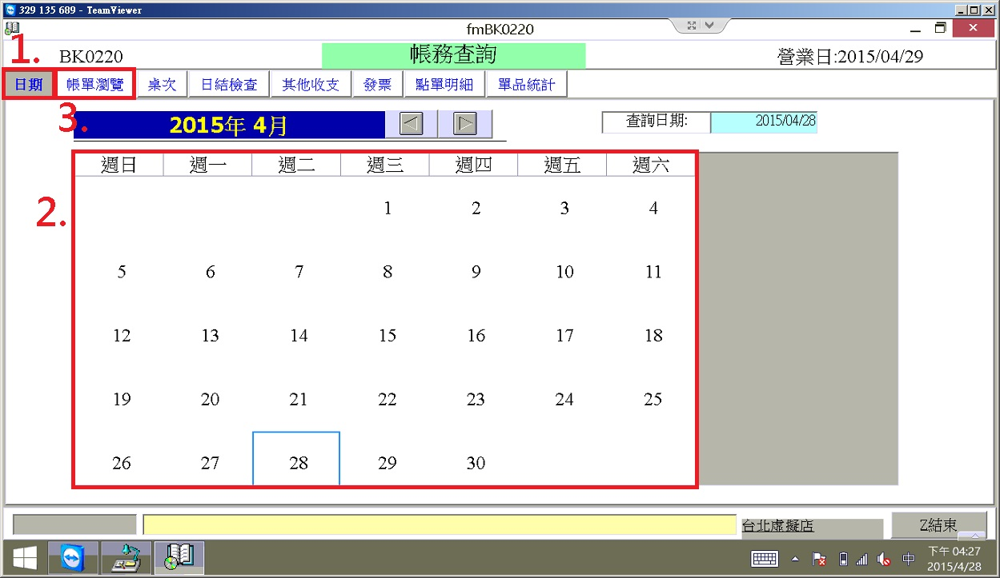 329 135 689 - TeamViewer
fmBK0220
1.
BK0220
帳務查詢
營業日:2015/04/29
日期 帳單瀏覽 桌次 日結檢查 其他收支 發票 點單明細 單品統計
3.
2015年 4月
查詢日期: 2015/04/28
2.
週日 週一 週二 週三 週四 週五 週六
1 2 3 4
5 6 7 8 9 10 11
12 13 14 15 16 17 18
19 20 21 22 23 24 25
26 27 28 29 30
台北虛擬店
Z結束
中
下午 04:27
2015/4/28